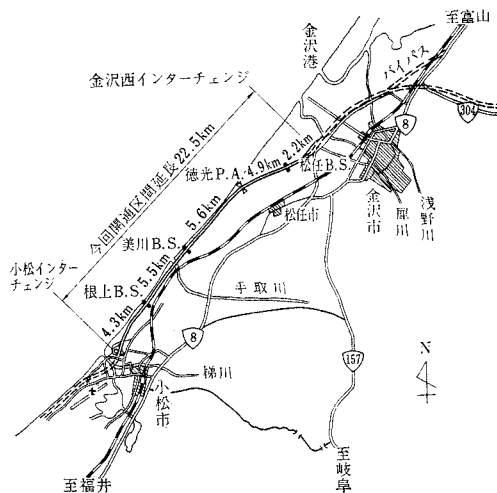 至富山
金沢港
バイパス
金沢西インターチェンジ
304
8
2.2km
松任B.S.
4.9km
徳光P.A.
今回開通区間延長22.5km
金沢市
犀川
浅野川
松任市
5.6km
美川B.S.
小松インター
チェンジ
5.5km
根上B.S.
手取川
4.3km
8
157
N
梯川
小松市
至岐阜
至福井